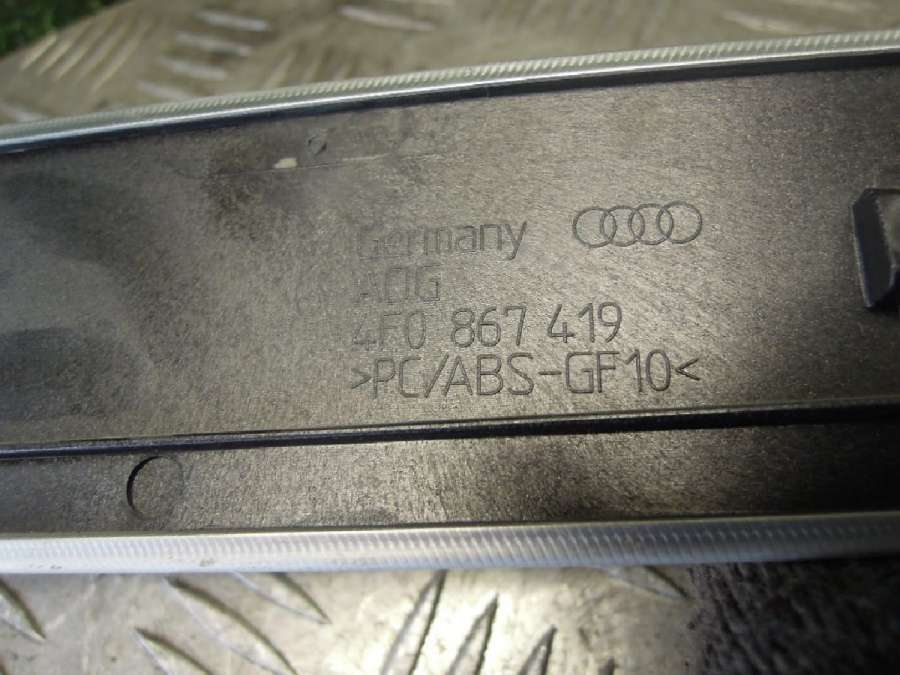 Germany
AUG
4F0 867 419
>PC/ABS-GF10<